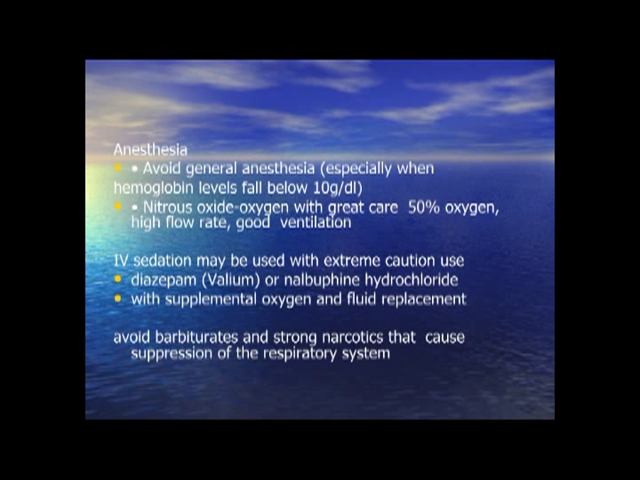 Anesthesia
• • Avoid general anesthesia (especially when
hemoglobin levels fall below 10g/dl)
• • Nitrous oxide-oxygen with great care 50% oxygen,
high flow rate, good ventilation
IV sedation may be used with extreme caution use
• diazepam (Valium) or nalbuphine hydrochloride
• with supplemental oxygen and fluid replacement
avoid barbiturates and strong narcotics that cause
suppression of the respiratory system